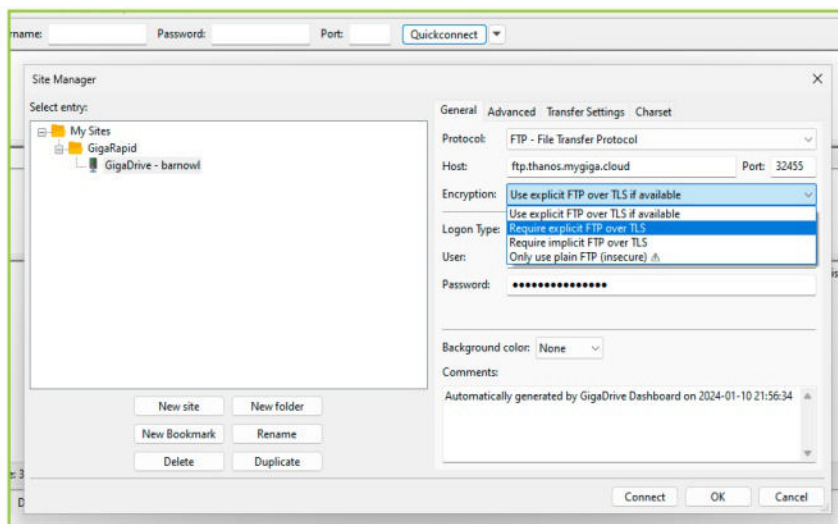 rname: Password: Port: Quickconnect
Site Manager
Select entry:
My Sites
GigaRapid
GigaDrive - barnowl
New site New folder
New Bookmark Rename
Delete Duplicate
General Advanced Transfer Settings Charset
Protocol: FTP - File Transfer Protocol
Host: ftp.thanos.mygiga.cloud Port: 32455
Encryption: Use explicit FTP over TLS if available
Use explicit FTP over TLS if available
Require explicit FTP over TLS
Require implicit FTP over TLS
Only use plain FTP (insecure) ⚠
Logon Type:
User:
Password: •••••••••••••••
Background color: None
Comments:
Automatically generated by GigaDrive Dashboard on 2024-01-10 21:56:34
Connect OK Cancel